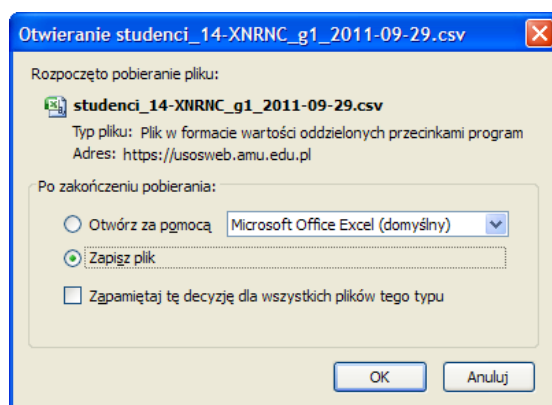 Otwieranie studenci_14-XNRNC_g1_2011-09-29.csv
Rozpoczęto pobieranie pliku:
studenci_14-XNRNC_g1_2011-09-29.csv
Typ pliku: Plik w formacie wartości oddzielonych przecinkami program
Adres: https://usosweb.amu.edu.pl
Po zakończeniu pobierania:
Otwórz za pomocą Microsoft Office Excel (domyślny)
Zapisz plik
Zapamiętaj tę decyzję dla wszystkich plików tego typu
OK Anuluj